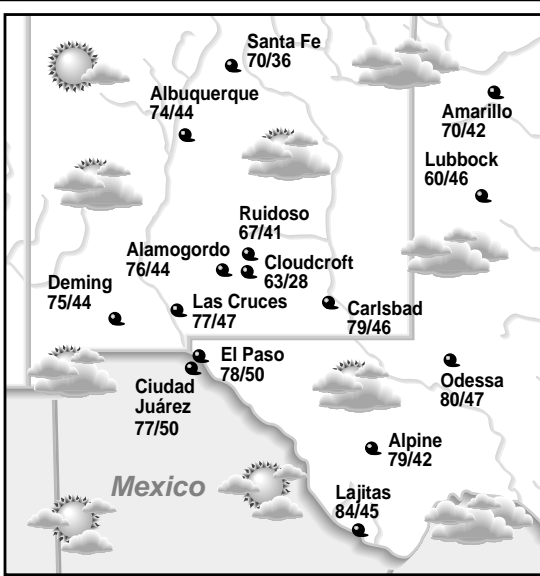 Santa Fe
70/36
Albuquerque
74/44
Amarillo
70/42
Lubbock
60/46
Ruidoso
67/41
Alamogordo
76/44
Cloudcroft
63/28
Deming
75/44
Las Cruces
77/47
Carlsbad
79/46
El Paso
78/50
Ciudad
Juárez
77/50
Odessa
80/47
Alpine
79/42
Mexico
Lajitas
84/45